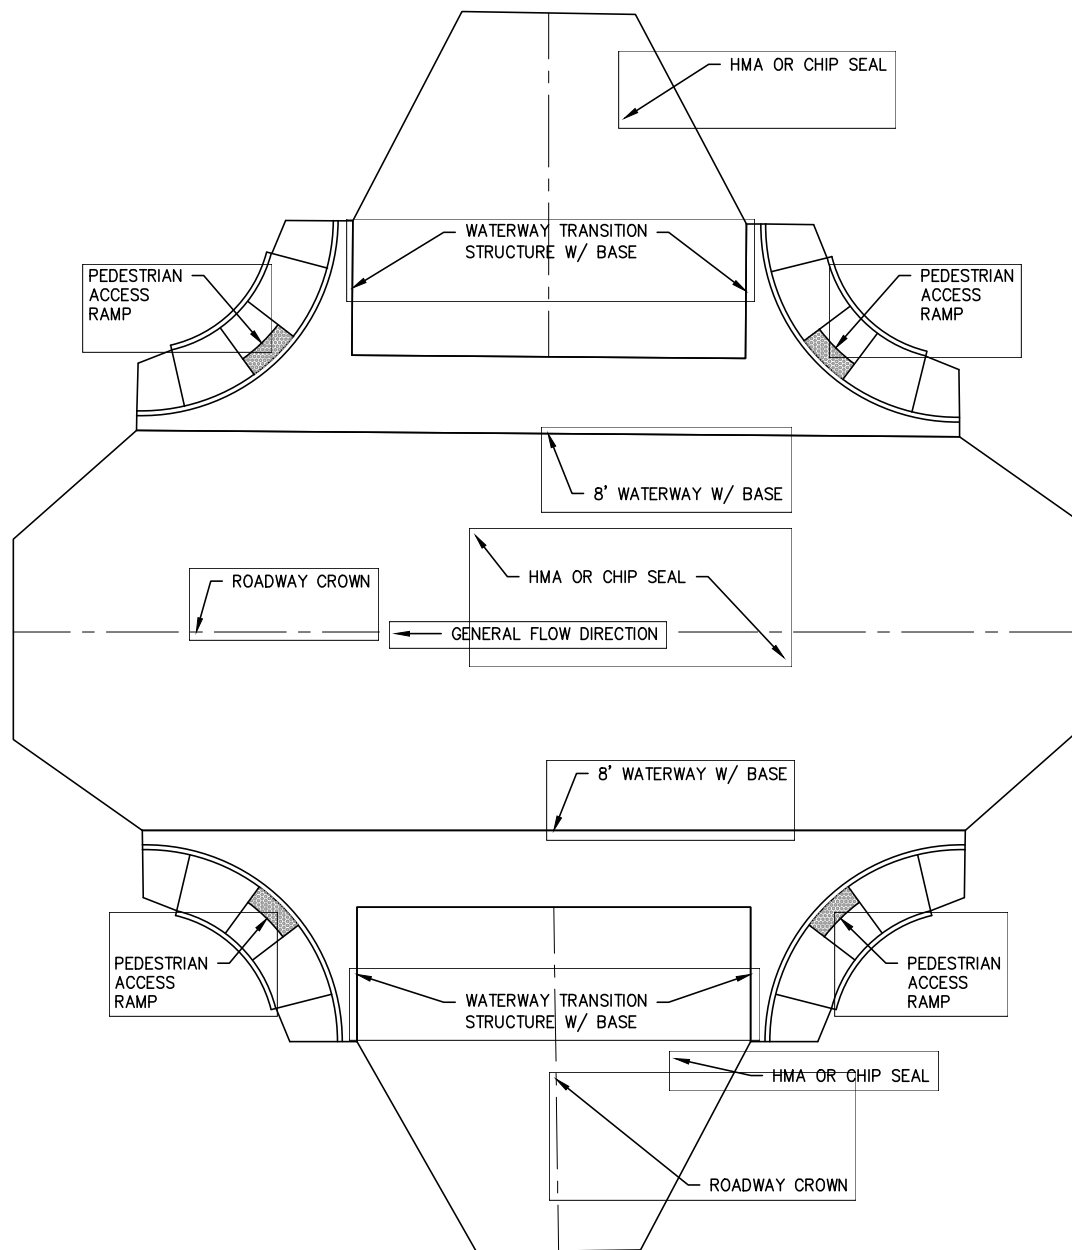 HMA OR CHIP SEAL
WATERWAY TRANSITION
STRUCTURE W/ BASE
PEDESTRIAN
ACCESS
RAMP
PEDESTRIAN
ACCESS
RAMP
8' WATERWAY W/ BASE
ROADWAY CROWN
HMA OR CHIP SEAL
GENERAL FLOW DIRECTION
8' WATERWAY W/ BASE
PEDESTRIAN
ACCESS
RAMP
PEDESTRIAN
ACCESS
RAMP
WATERWAY TRANSITION
STRUCTURE W/ BASE
HMA OR CHIP SEAL
ROADWAY CROWN